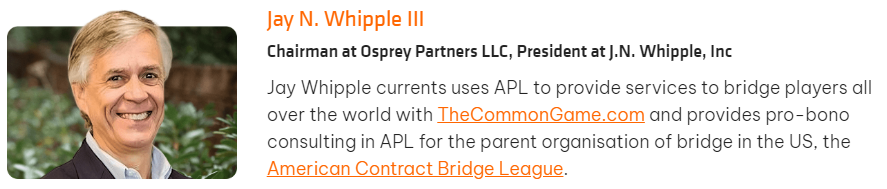 Jay N. Whipple III
Chairman at Osprey Partners LLC, President at J.N. Whipple, Inc
Jay Whipple currents uses APL to provide services to bridge players all
over the world with TheCommonGame.com and provides pro-bono
consulting in APL for the parent organisation of bridge in the US, the
American Contract Bridge League.